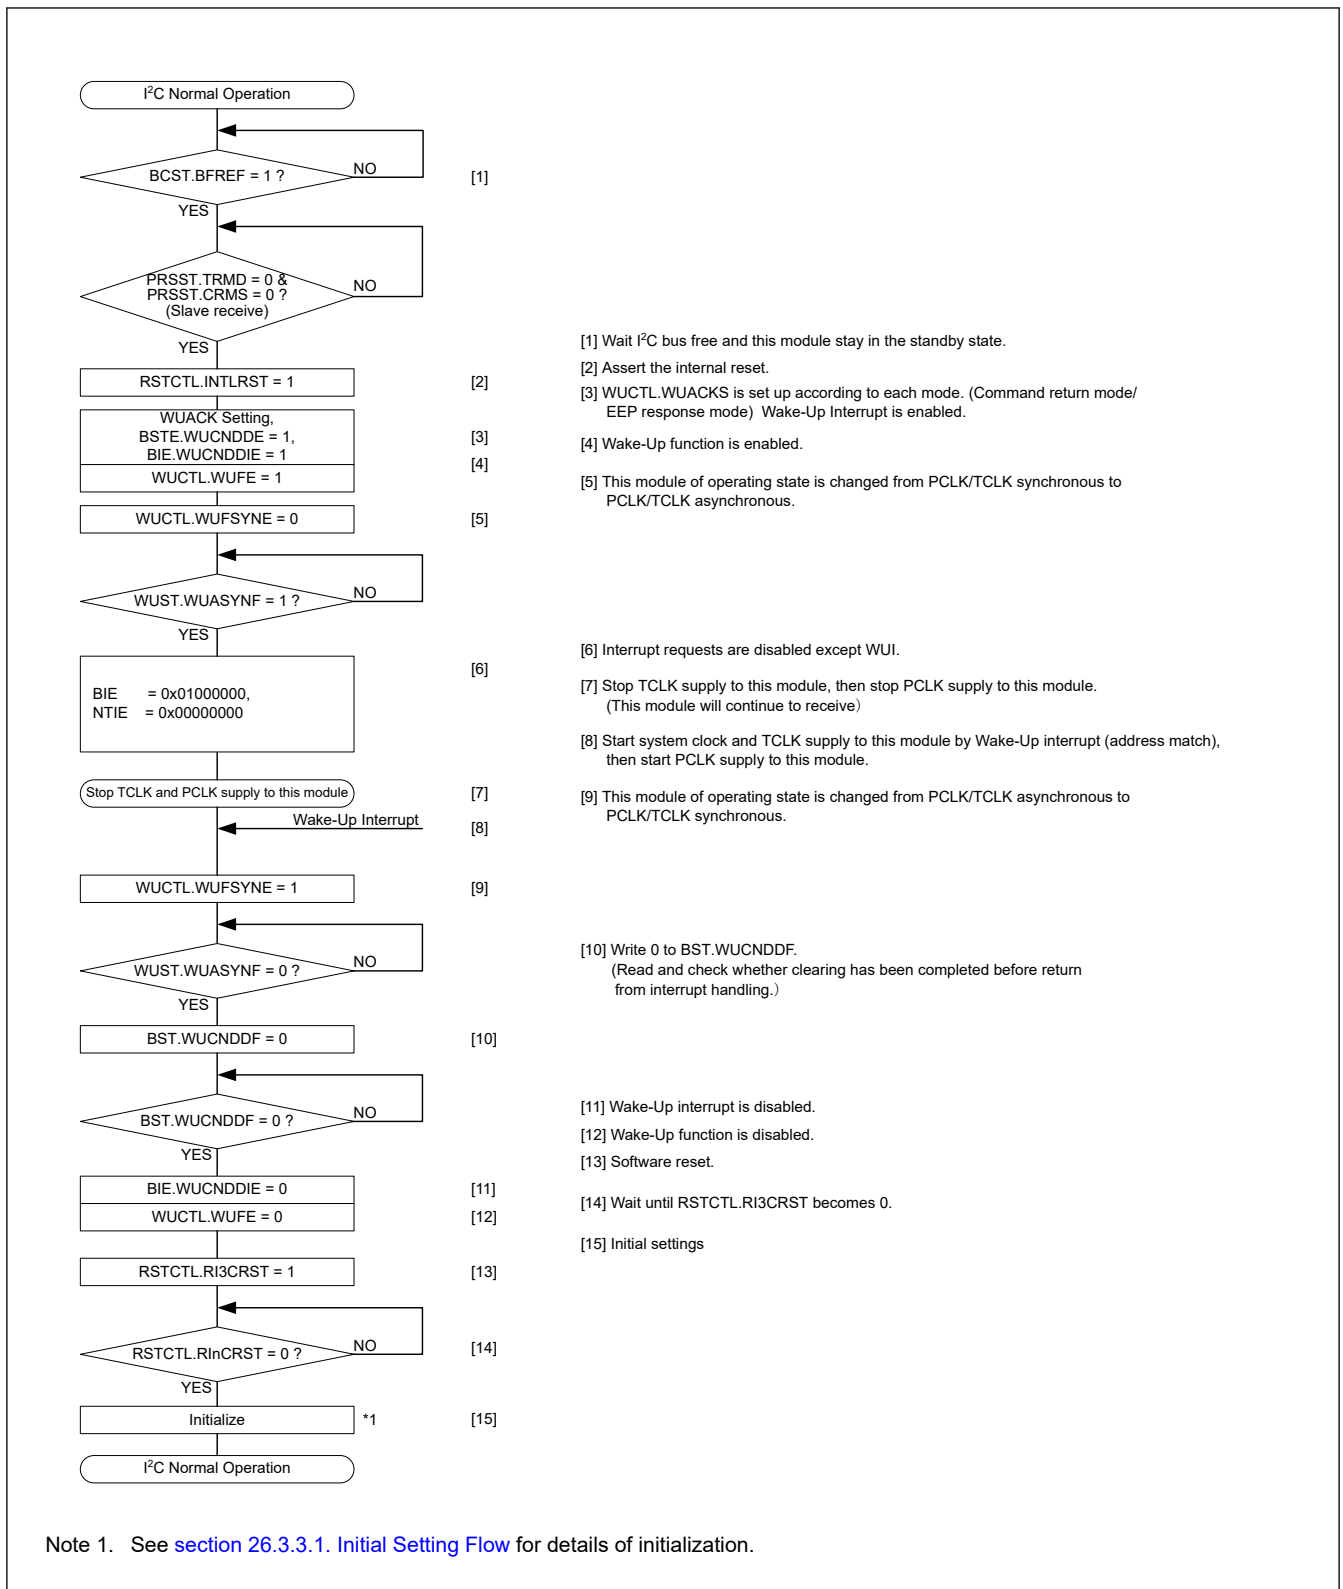 I²C Normal Operation
BCST.BFREF = 1 ?
NO
[1]
YES
PRSST.TRMD = 0 &
PRSST.CRMS = 0 ?
(Slave receive)
NO
YES
RSTCTL.INTLRST = 1
[2]
WUACK Setting,
BSTE.WUCNDDE = 1,
BIE.WUCNDDIE = 1
[3]
[4]
WUCTL.WUFE = 1
WUCTL.WUFSYNE = 0
[5]
[1] Wait I²C bus free and this module stay in the standby state.
[2] Assert the internal reset.
[3] WUCTL.WUACKS is set up according to each mode. (Command return mode/
EEP response mode)  Wake-Up Interrupt is enabled.
[4] Wake-Up function is enabled.
[5] This module of operating state is changed from PCLK/TCLK synchronous to
PCLK/TCLK asynchronous.
WUST.WUASYNF = 1 ?
NO
YES
BIE = 0x01000000,
NTIE = 0x00000000
[6]
Stop TCLK and PCLK supply to this module
[7]
Wake-Up Interrupt
[8]
[6] Interrupt requests are disabled except WUI.
[7] Stop TCLK supply to this module, then stop PCLK supply to this module.
(This module will continue to receive）
[8] Start system clock and TCLK supply to this module by Wake-Up interrupt (address match),
then start PCLK supply to this module.
[9] This module of operating state is changed from PCLK/TCLK asynchronous to
PCLK/TCLK synchronous.
WUCTL.WUFSYNE = 1
[9]
WUST.WUASYNF = 0 ?
NO
YES
BST.WUCNDDF = 0
[10]
[10] Write 0 to BST.WUCNDDF.
(Read and check whether clearing has been completed before return
from interrupt handling.）
BST.WUCNDDF = 0 ?
NO
YES
BIE.WUCNDDIE = 0
[11]
WUCTL.WUFE = 0
[12]
RSTCTL.RI3CRST = 1
[13]
[11] Wake-Up interrupt is disabled.
[12] Wake-Up function is disabled.
[13] Software reset.
[14] Wait until RSTCTL.RI3CRST becomes 0.
[15] Initial settings
RSTCTL.RInCRST = 0 ?
NO
[14]
YES
Initialize
*1
[15]
I²C Normal Operation
Note 1. See section 26.3.3.1. Initial Setting Flow for details of initialization.